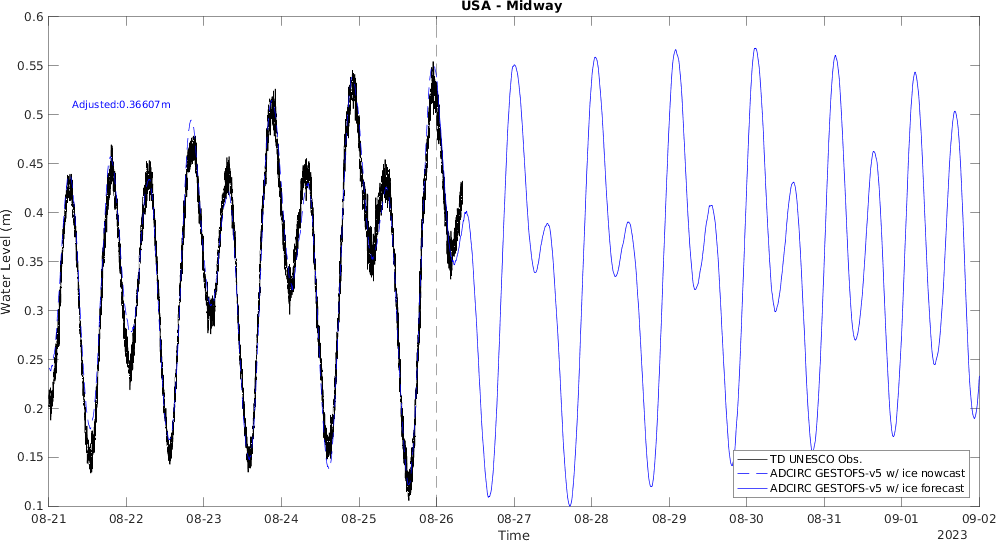 USA - Midway
0.6
0.55
0.5
0.45
0.4
0.35
0.3
0.25
0.2
0.15
0.1
Water Level (m)
Adjusted:0.36607m
TD UNESCO Obs.
ADCIRC GESTOFS-v5 w/ ice nowcast
ADCIRC GESTOFS-v5 w/ ice forecast
08-21 08-22 08-23 08-24 08-25 08-26 08-27 08-28 08-29 08-30 08-31 09-01 09-02
Time
2023